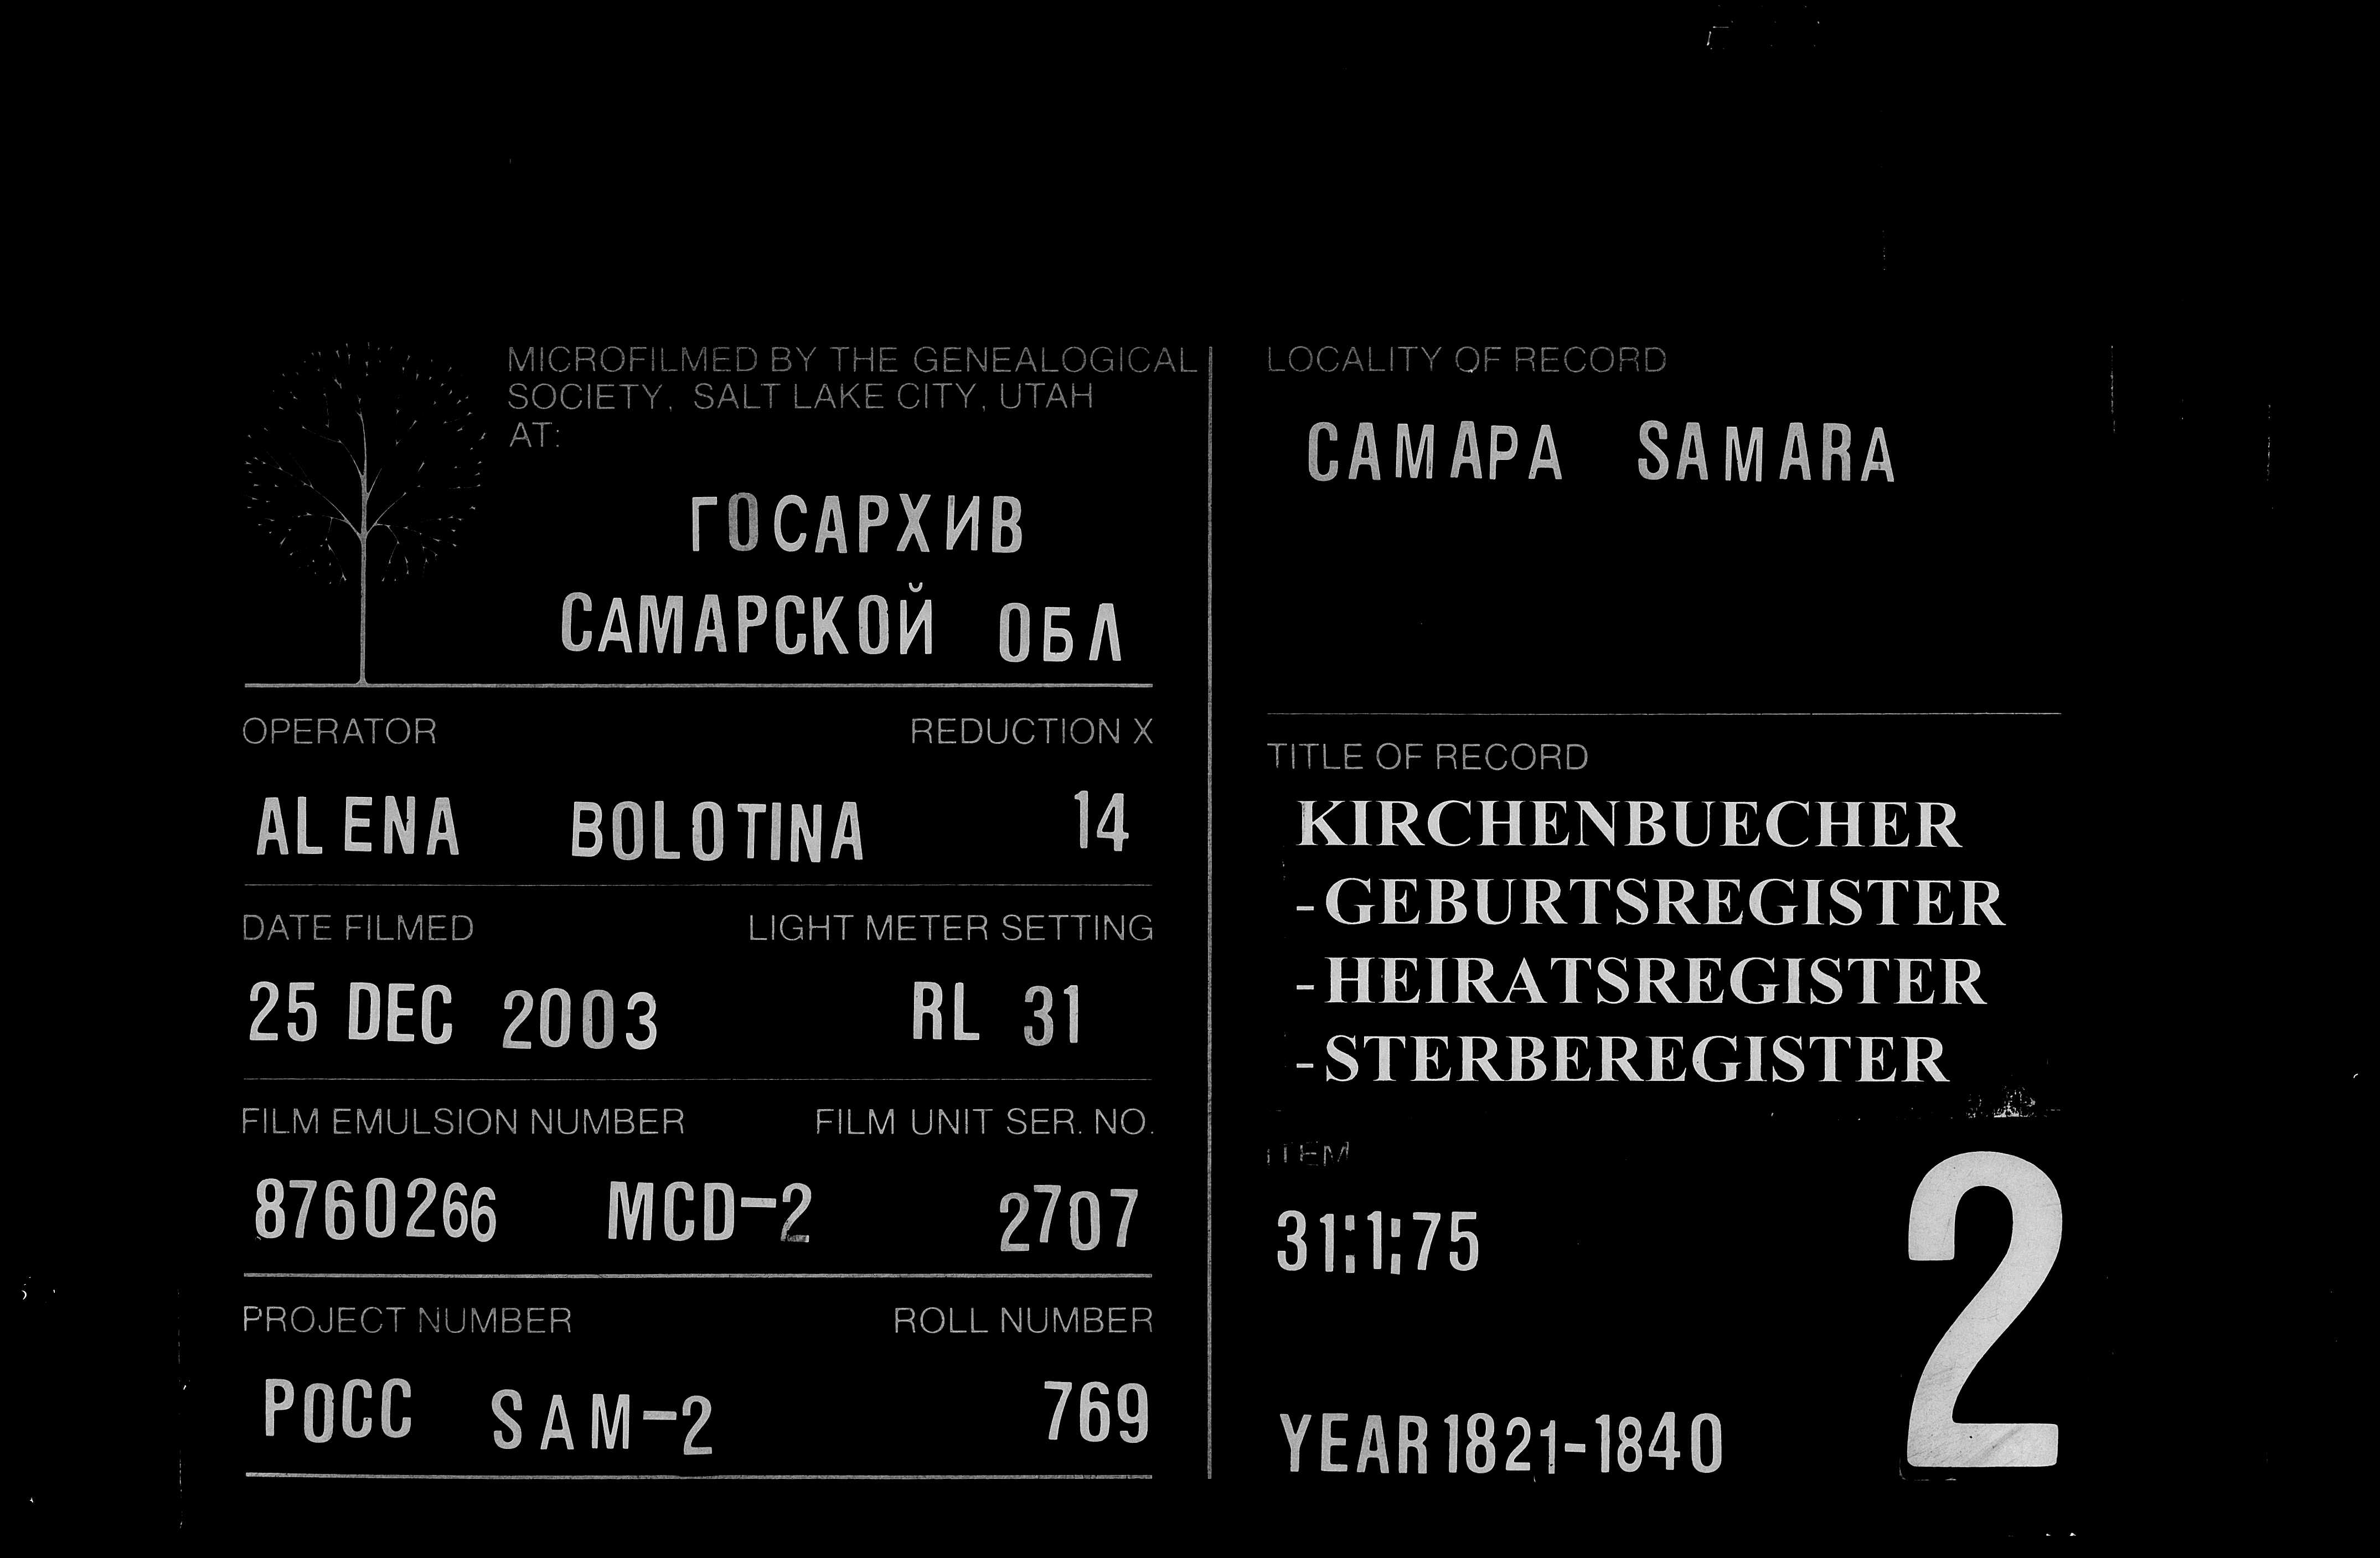 MICROFILMED BY THE GENEALOGICAL
SOCIETY, SALT LAKE CITY, UTAH
AT:
ГОСАРХИВ
САМАРСКОЙ ОБЛ
OPERATOR REDUCTION X
ALENA BOLOTINA 14
DATE FILMED LIGHT METER SETTING
25 DEC 2003 RL 31
FILM EMULSION NUMBER FILM UNIT SER. NO.
8760266 MCD-2 2707
PROJECT NUMBER ROLL NUMBER
РОСС SAM-2 769
LOCALITY OF RECORD
САМАРА SAMARA
TITLE OF RECORD
KIRCHENBUECHER
-GEBURTSREGISTER
-HEIRATSREGISTER
-STERBEREGISTER
ITEM
31:1:75
2
YEAR 1821-1840